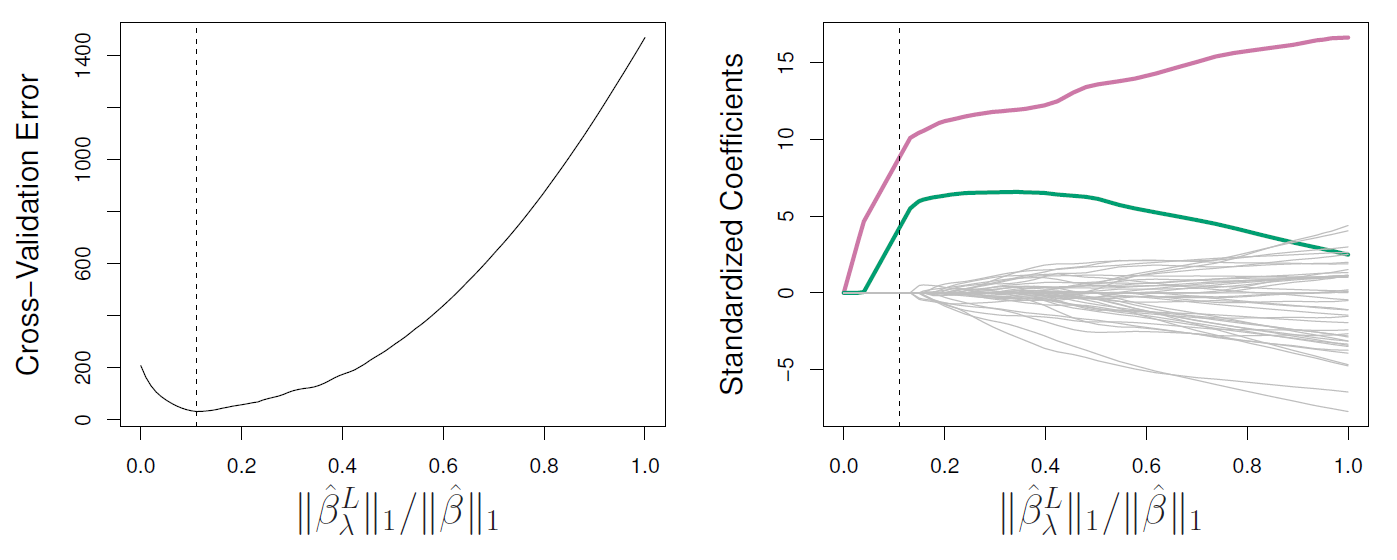 Cross−Validation Error
0 200 600 1000 1400
0.0 0.2 0.4 0.6 0.8 1.0
‖β̂^L_λ‖₁/‖β̂‖₁
Standardized Coefficients
−5 0 5 10 15
0.0 0.2 0.4 0.6 0.8 1.0
‖β̂^L_λ‖₁/‖β̂‖₁